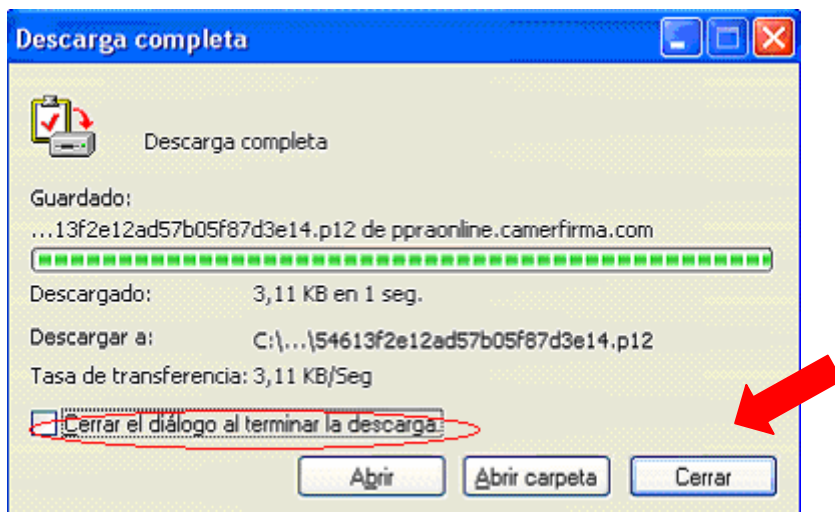 Descarga completa
Descarga completa
Guardado:
...13f2e12ad57b05f87d3e14.p12 de ppraonline.camerfirma.com
Descargado: 3,11 KB en 1 seg.
Descargar a: C:\...\54613f2e12ad57b05f87d3e14.p12
Tasa de transferencia: 3,11 KB/Seg
Cerrar el diálogo al terminar la descarga
Abrir Abrir carpeta Cerrar